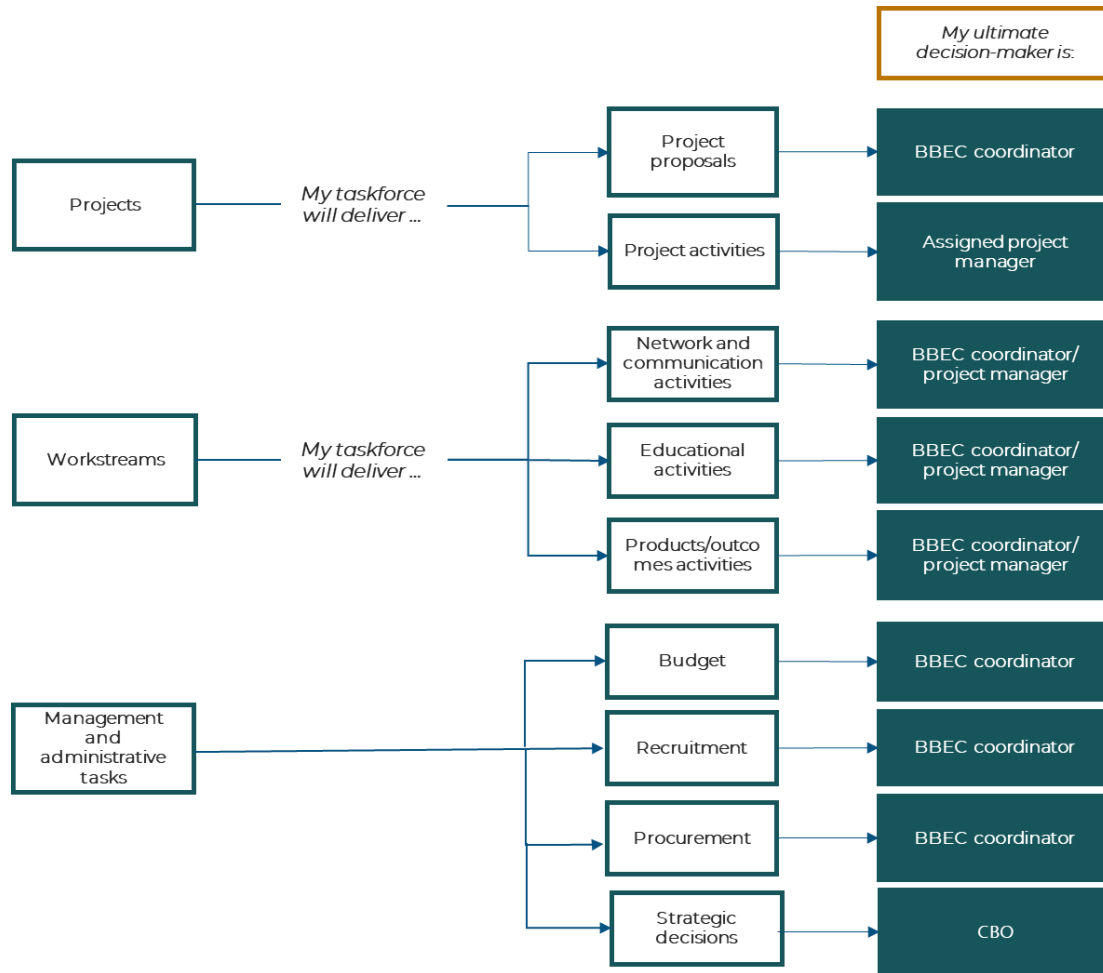 My ultimate
decision-maker is:
Projects
My taskforce
will deliver ...
Project
proposals
BBEC coordinator
Project activities
Assigned project
manager
Workstreams
My taskforce
will deliver ...
Network and
communication
activities
BBEC coordinator/
project manager
Educational
activities
BBEC coordinator/
project manager
Products/outco
mes activities
BBEC coordinator/
project manager
Management
and
administrative
tasks
Budget
BBEC coordinator
Recruitment
BBEC coordinator
Procurement
BBEC coordinator
Strategic
decisions
CBO